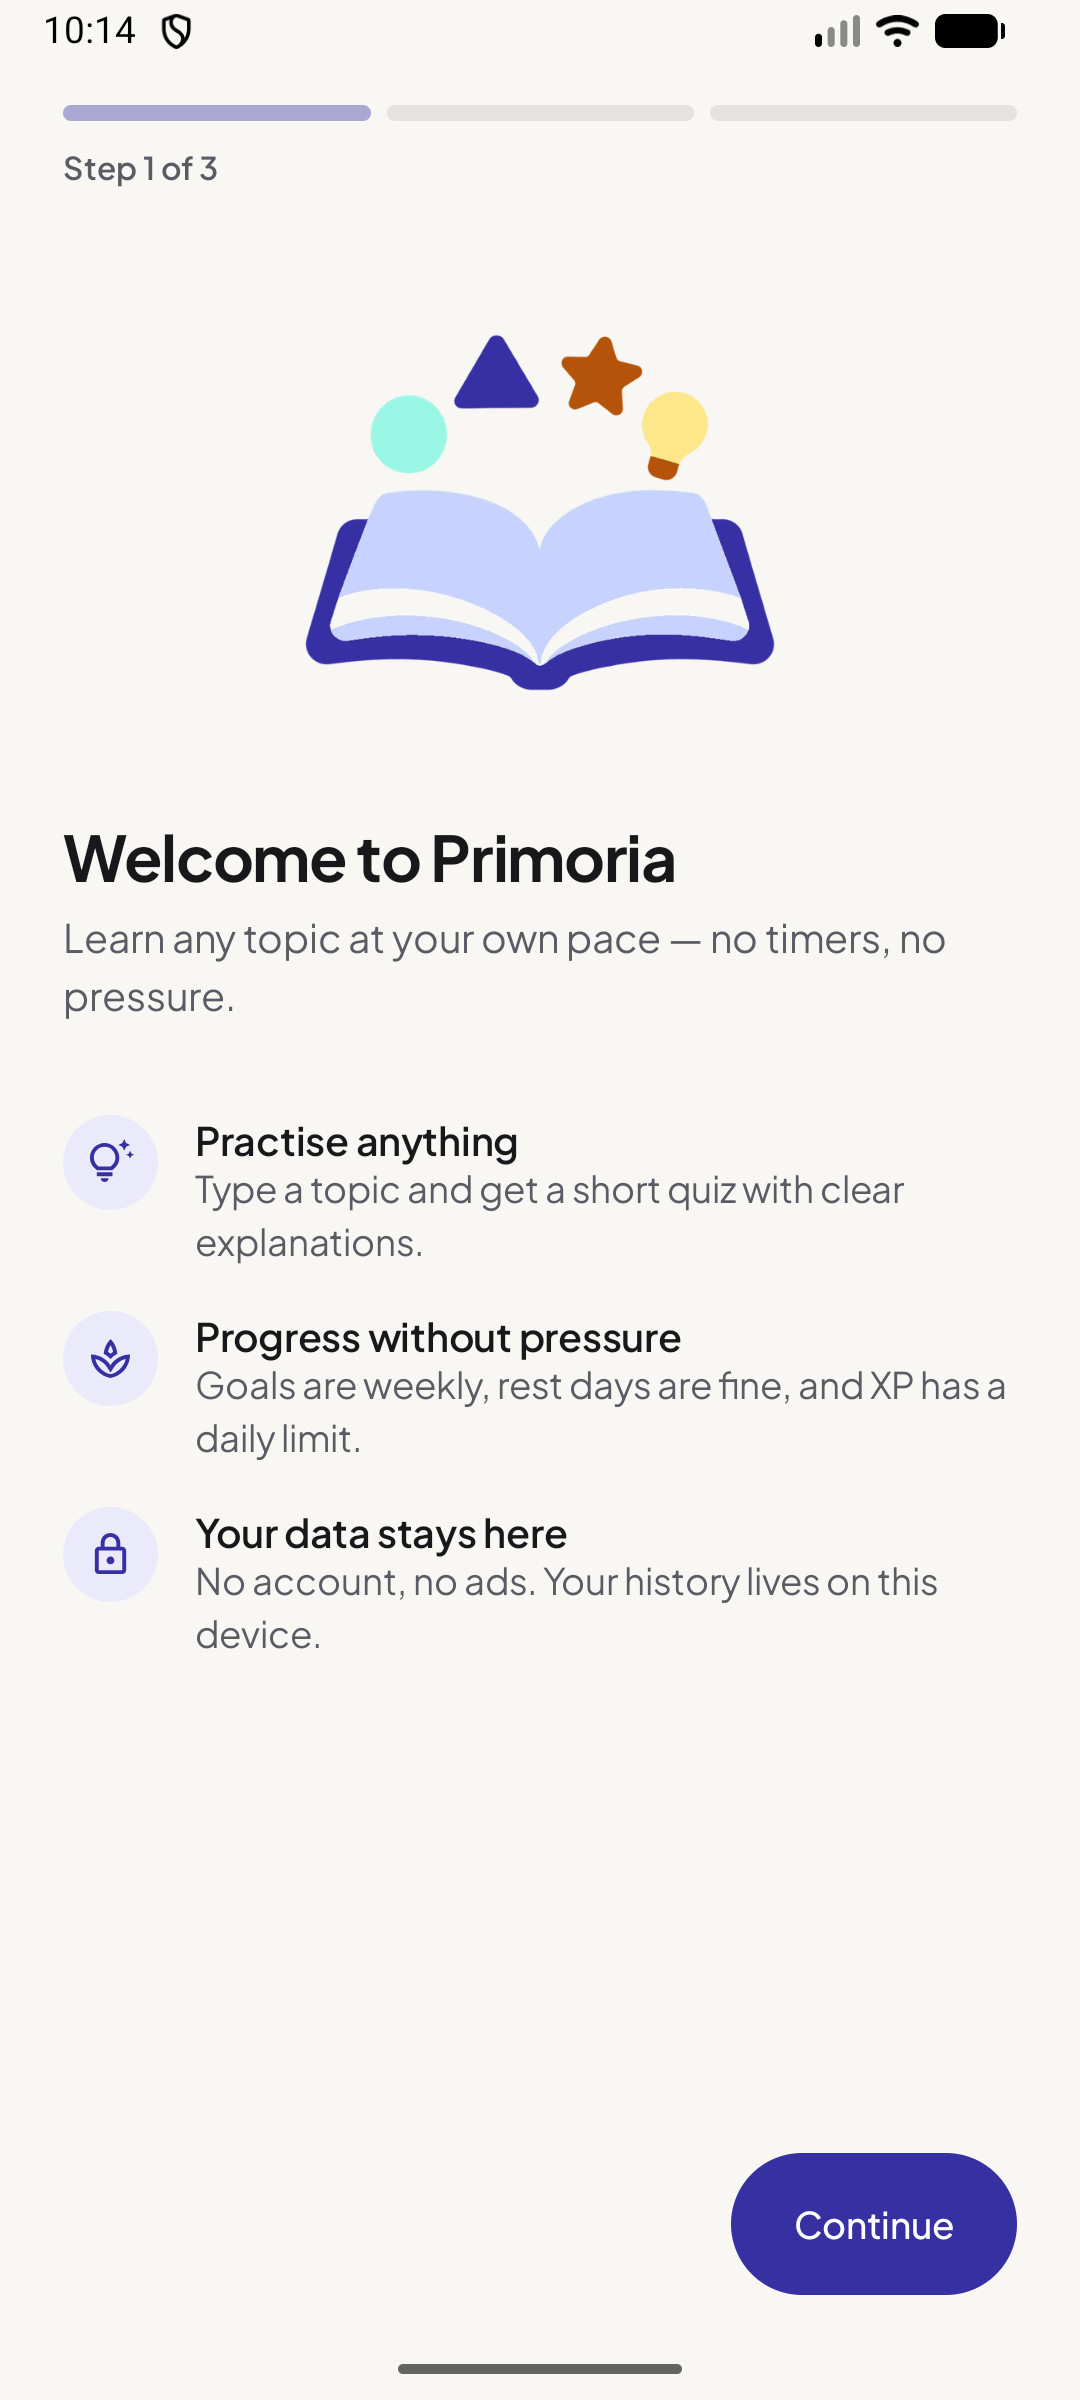 10:14
Step 1 of 3
Welcome to Primoria
Learn any topic at your own pace — no timers, no
pressure.
Practise anything
Type a topic and get a short quiz with clear
explanations.
Progress without pressure
Goals are weekly, rest days are fine, and XP has a
daily limit.
Your data stays here
No account, no ads. Your history lives on this
device.
Continue